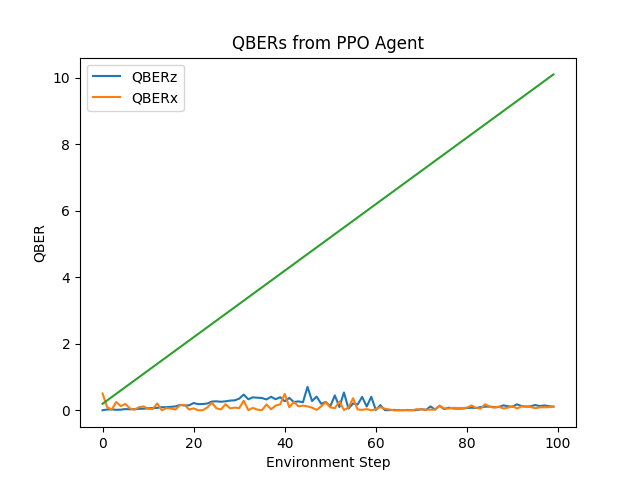 QBERs from PPO Agent
QBERz
QBERx
10
8
6
4
2
0
QBER
0 20 40 60 80 100
Environment Step